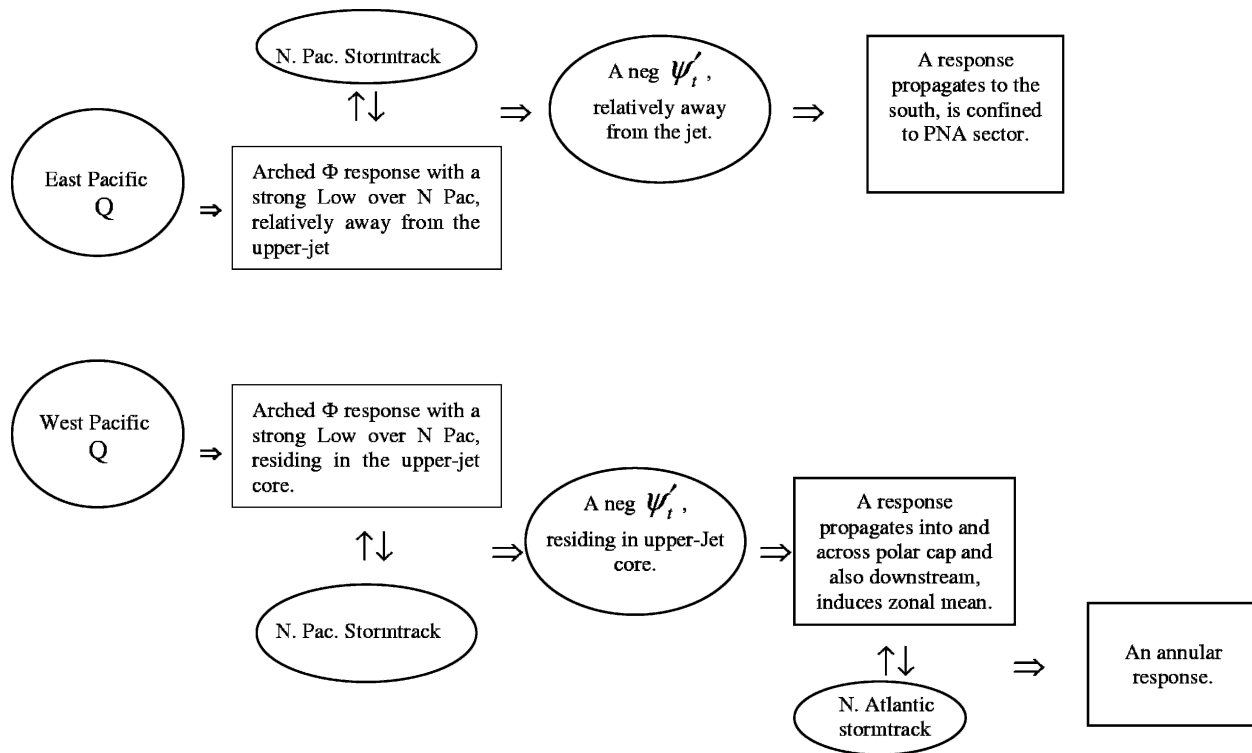 N. Pac. Stormtrack
↑↓
East Pacific
Q
⇒
Arched Φ response with a
strong Low over N Pac,
relatively away from the
upper-jet
⇒
A neg ψ′ₜ ,
relatively away
from the jet.
⇒
A response
propagates to the
south, is confined
to PNA sector.
West Pacific
Q
⇒
Arched Φ response with a
strong Low over N Pac,
residing in the upper-jet
core.
↑↓
N. Pac. Stormtrack
⇒
A neg ψ′ₜ ,
residing in upper-Jet
core.
⇒
A response
propagates into and
across polar cap and
also downstream,
induces zonal mean.
↑↓
N. Atlantic
stormtrack
⇒
An annular
response.